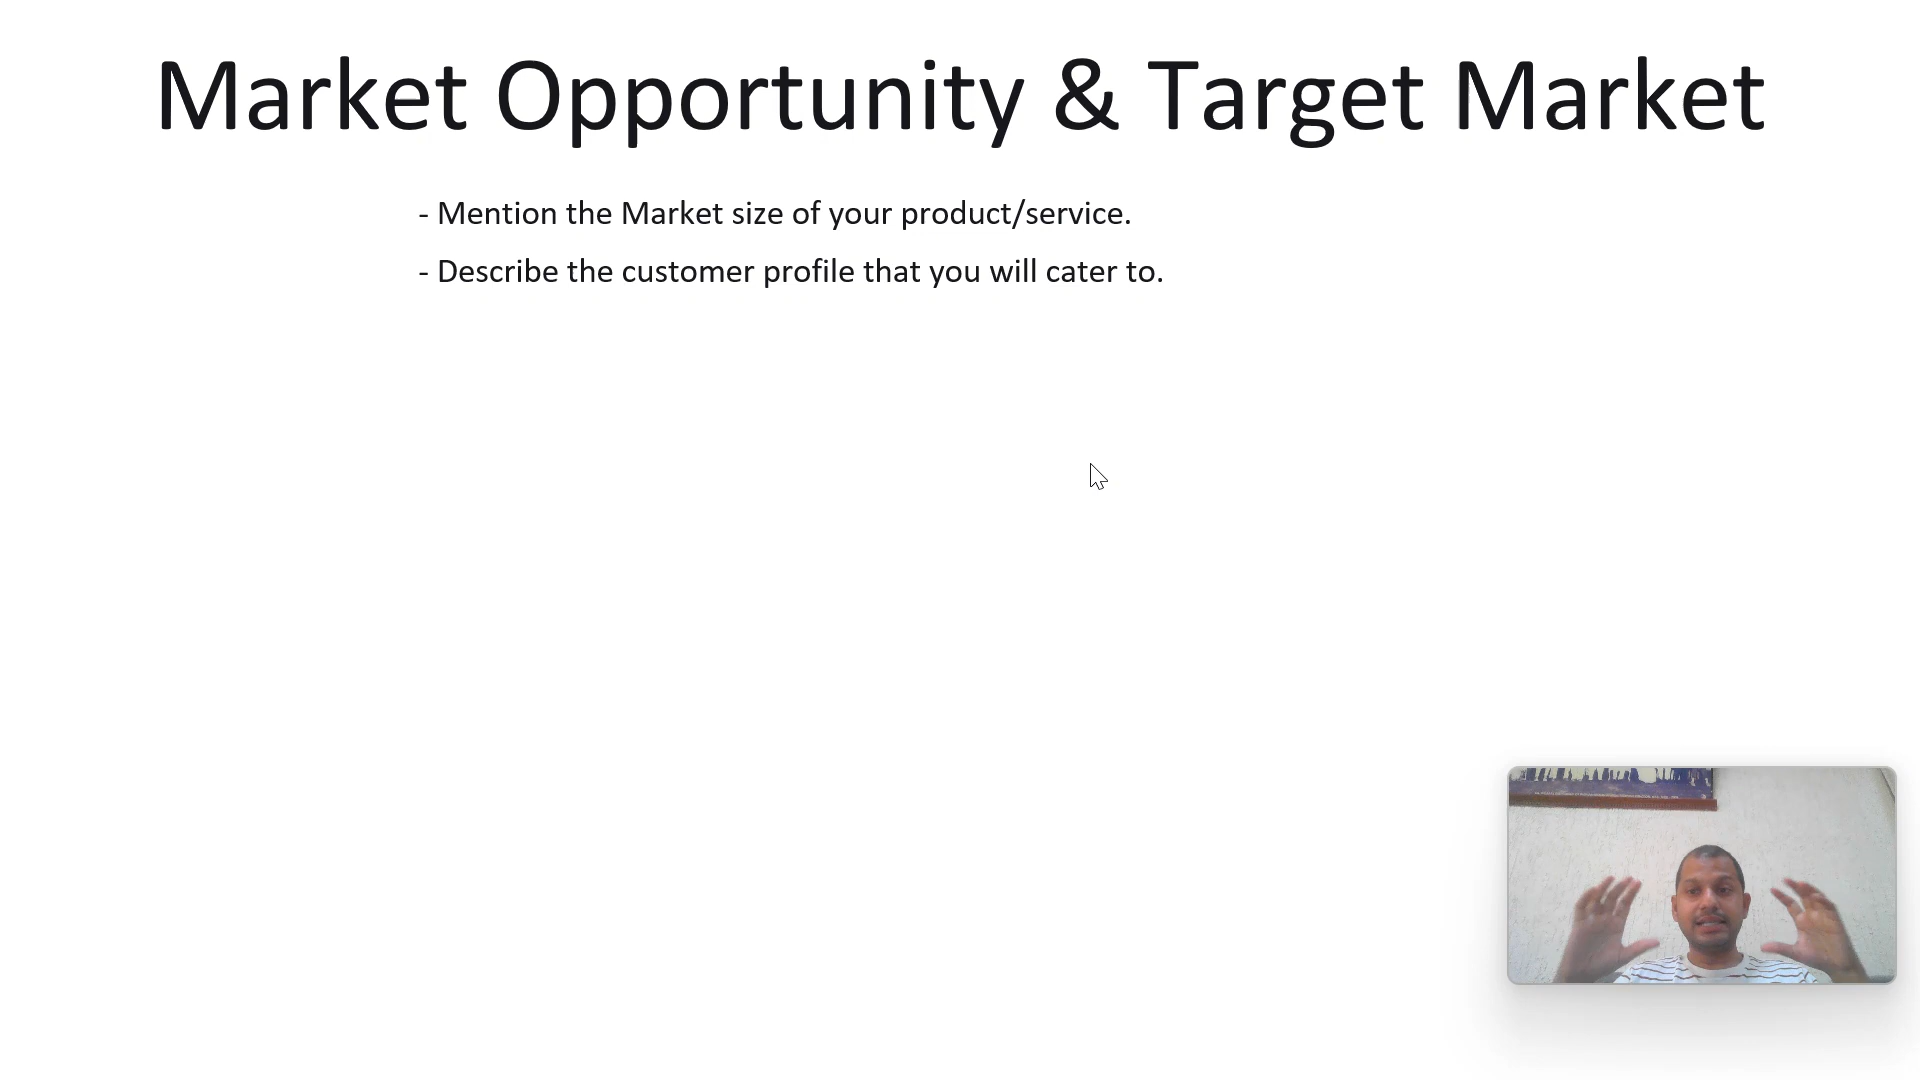 Market Opportunity & Target Market
- Mention the Market size of your product/service.
- Describe the customer profile that you will cater to.